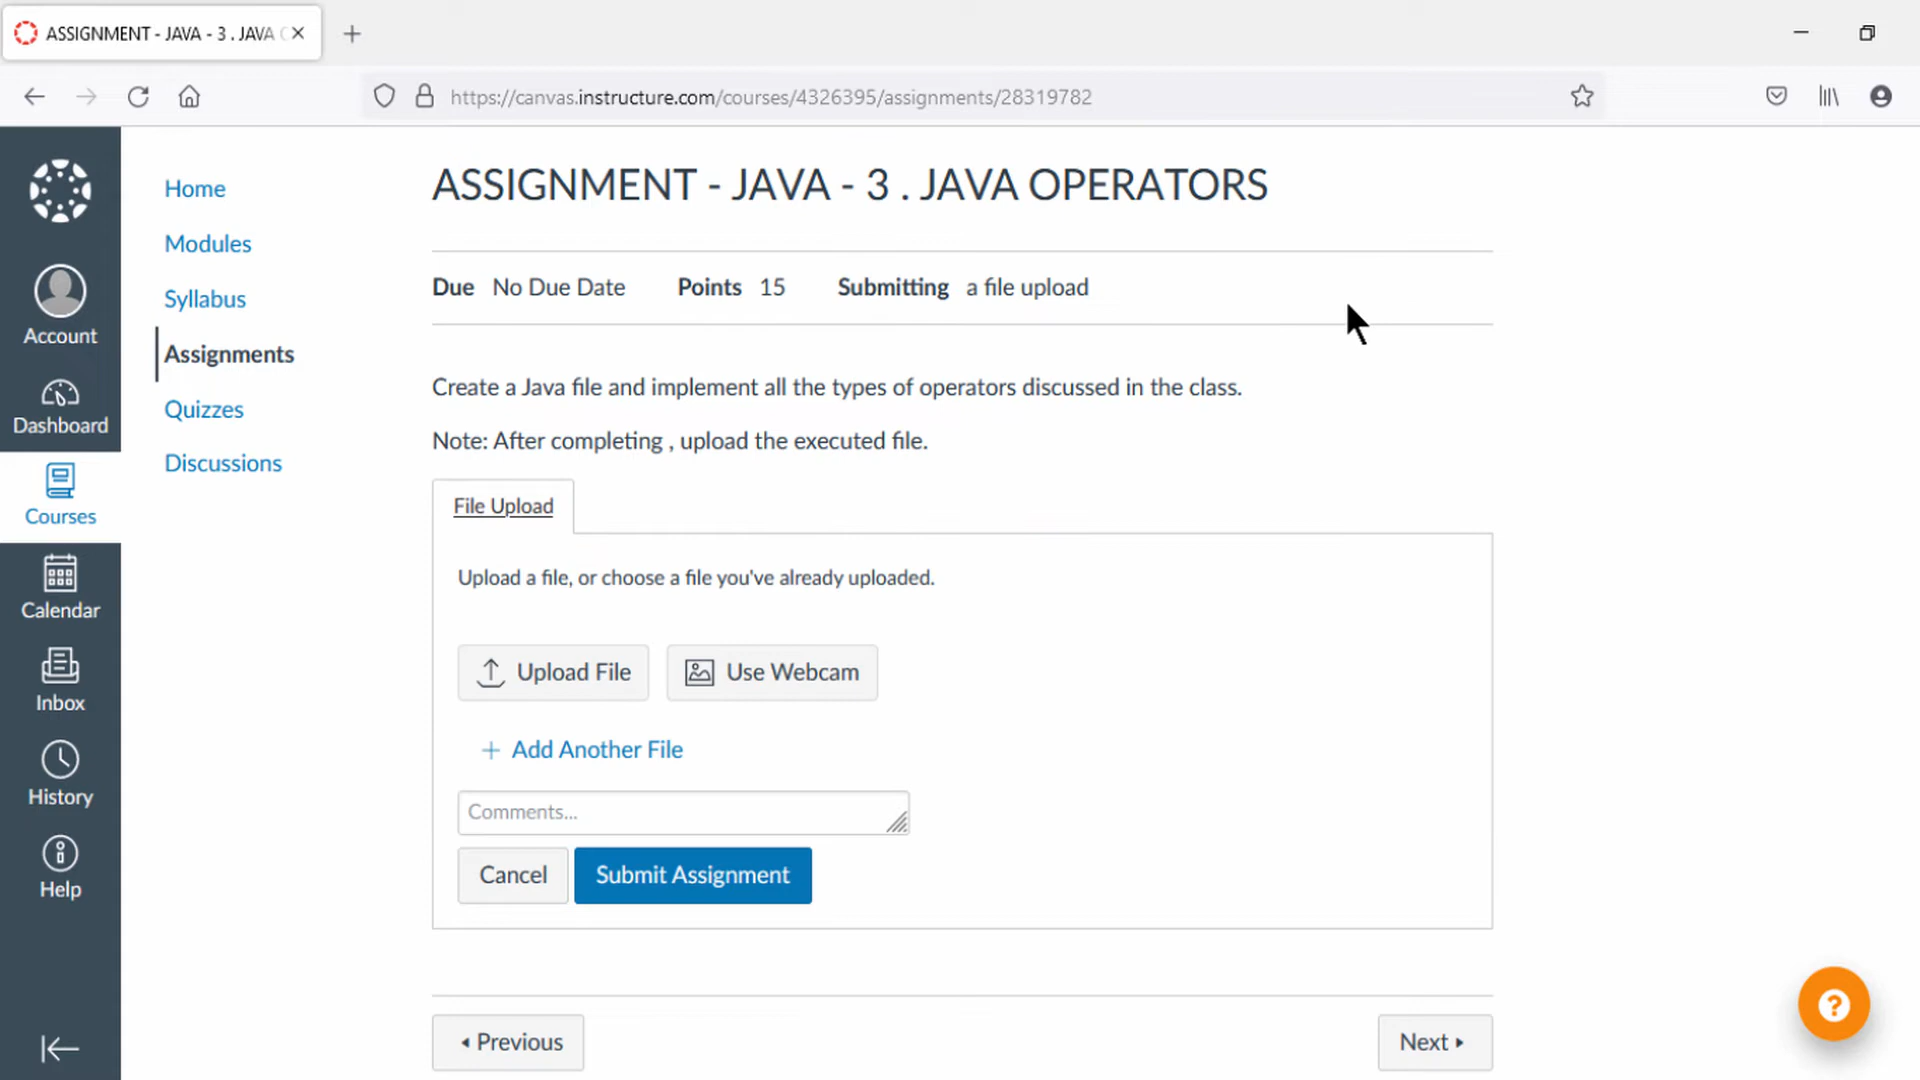 ASSIGNMENT - JAVA - 3 . JAVA
https://canvas.instructure.com/courses/4326395/assignments/28319782
Account
Dashboard
Courses
Calendar
Inbox
History
Help
Home
Modules
Syllabus
Assignments
Quizzes
Discussions
ASSIGNMENT - JAVA - 3 . JAVA OPERATORS
Due No Due Date Points 15 Submitting a file upload
Create a Java file and implement all the types of operators discussed in the class.
Note: After completing , upload the executed file.
File Upload
Upload a file, or choose a file you've already uploaded.
Upload File Use Webcam
+ Add Another File
Comments...
Cancel Submit Assignment
Previous Next
?